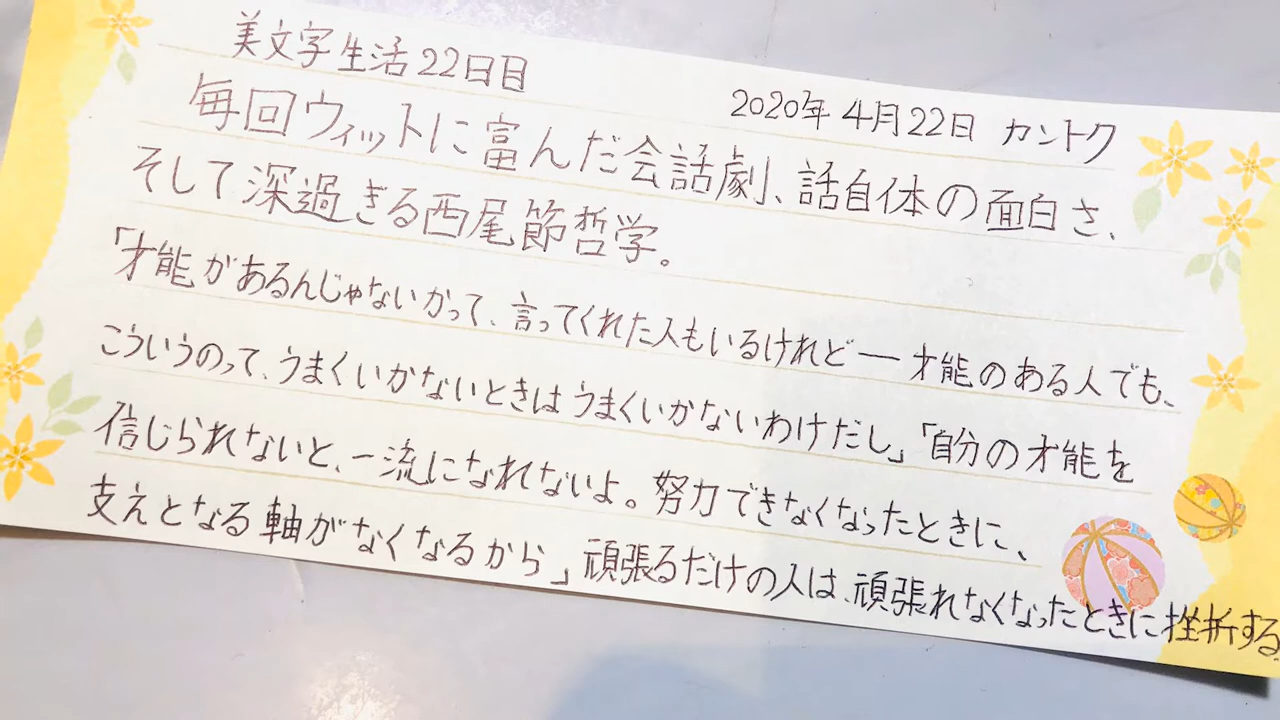 美文字生活22日目
2020年4月22日 カントク
毎回ウィットに富んだ会話劇、話自体の面白さ、
そして深過ぎる西尾節哲学。
「才能があるんじゃないかって、言ってくれた人もいるけれど―才能のある人でも、
こういうのって、うまくいかないときはうまくいかないわけだし」「自分の才能を
信じられないと、一流になれないよ。努力できなくなったときに、
支えとなる軸がなくなるから」頑張るだけの人は、頑張れなくなったときに挫折する。